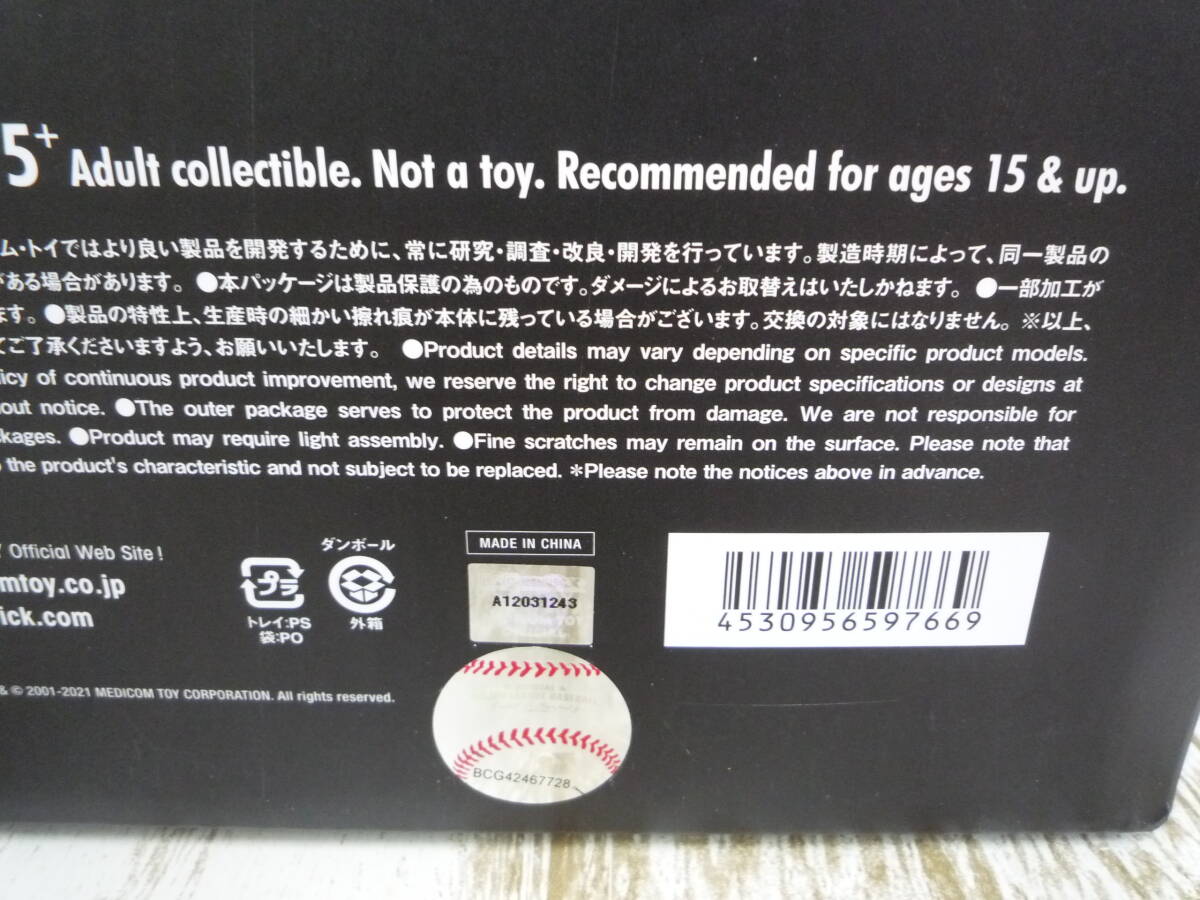 5+ Adult collectible. Not a toy. Recommended for ages 15 & up.
ム・トイではより良い製品を開発するために、常に研究・調査・改良・開発を行っています。製造時期によって、同一製品の
がある場合があります。 ●本パッケージは製品保護の為のものです。ダメージによるお取替えはいたしかねます。 ●一部加工が
ます。●製品の特性上、生産時の細かい擦れ痕が本体に残っている場合がございます。交換の対象にはなりません。※以上、
てご了承くださいますよう、お願いいたします。 ●Product details may vary depending on specific product models.
licy of continuous product improvement, we reserve the right to change product specifications or designs at
out notice. ●The outer package serves to protect the product from damage. We are not responsible for
kages. ●Product may require light assembly. ●Fine scratches may remain on the surface. Please note that
the product's characteristic and not subject to be replaced. *Please note the notices above in advance.
Official Web Site !
mtoy.co.jp
ick.com
プラ
トレイ:PS
袋:PO
ダンボール
外箱
MADE IN CHINA
A12031243
4530956597669
& © 2001-2021 MEDICOM TOY CORPORATION. All rights reserved.
BCG42467728